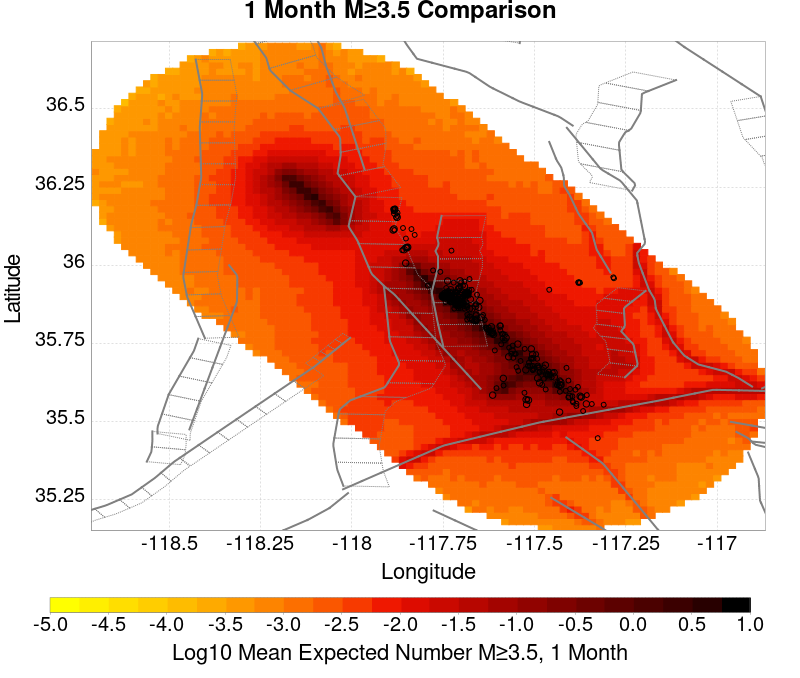 1 Month M≥3.5 Comparison
Latitude
36.5
36.25
36
35.75
35.5
35.25
-118.5 -118.25 -118 -117.75 -117.5 -117.25 -117
Longitude
-5.0 -4.5 -4.0 -3.5 -3.0 -2.5 -2.0 -1.5 -1.0 -0.5 0.0 0.5 1.0
Log10 Mean Expected Number M≥3.5, 1 Month